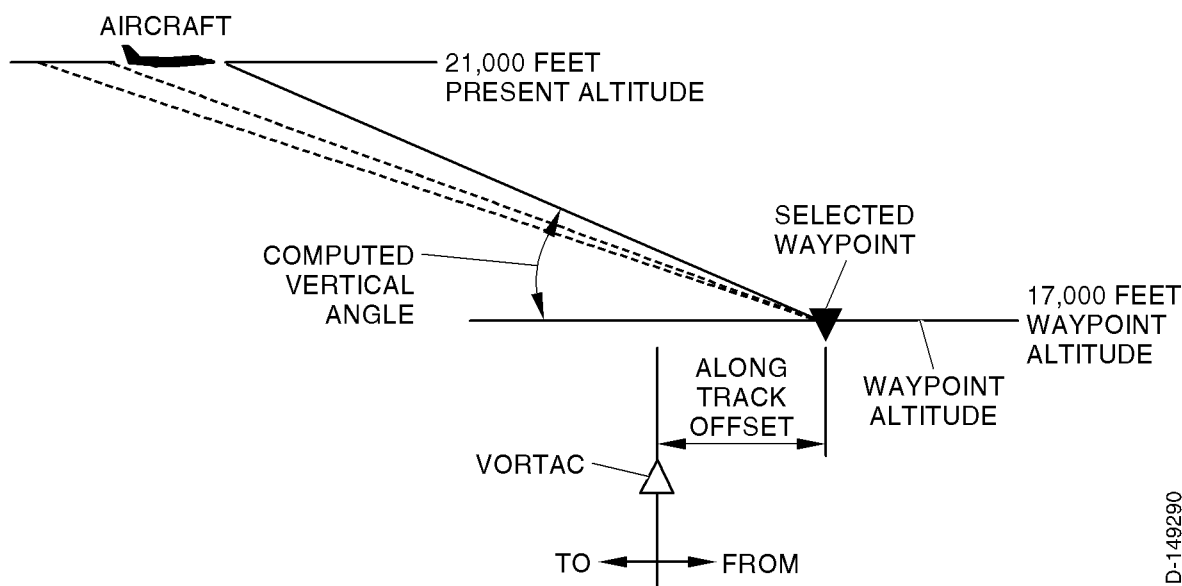 AIRCRAFT
21,000 FEET
PRESENT ALTITUDE
SELECTED
WAYPOINT
COMPUTED
VERTICAL
ANGLE
17,000 FEET
WAYPOINT
ALTITUDE
ALONG
TRACK
OFFSET
WAYPOINT
ALTITUDE
VORTAC
TO
FROM
D-149290